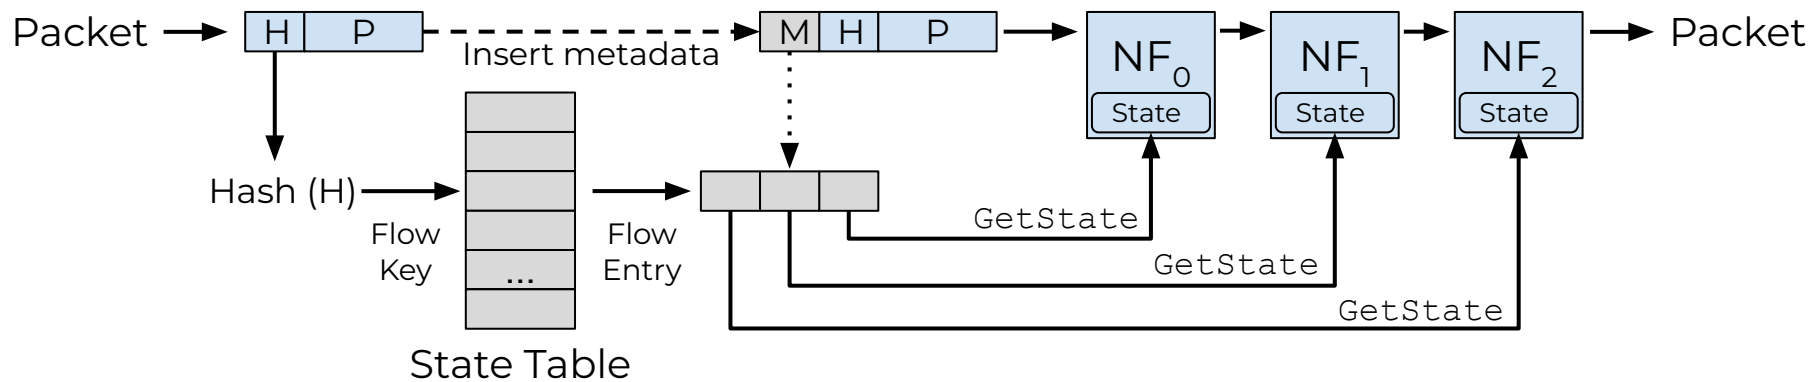 Packet
H P
Insert metadata
M H P
NF0
State
NF1
State
NF2
State
Packet
Hash (H)
Flow
Key
...
State Table
Flow
Entry
GetState
GetState
GetState